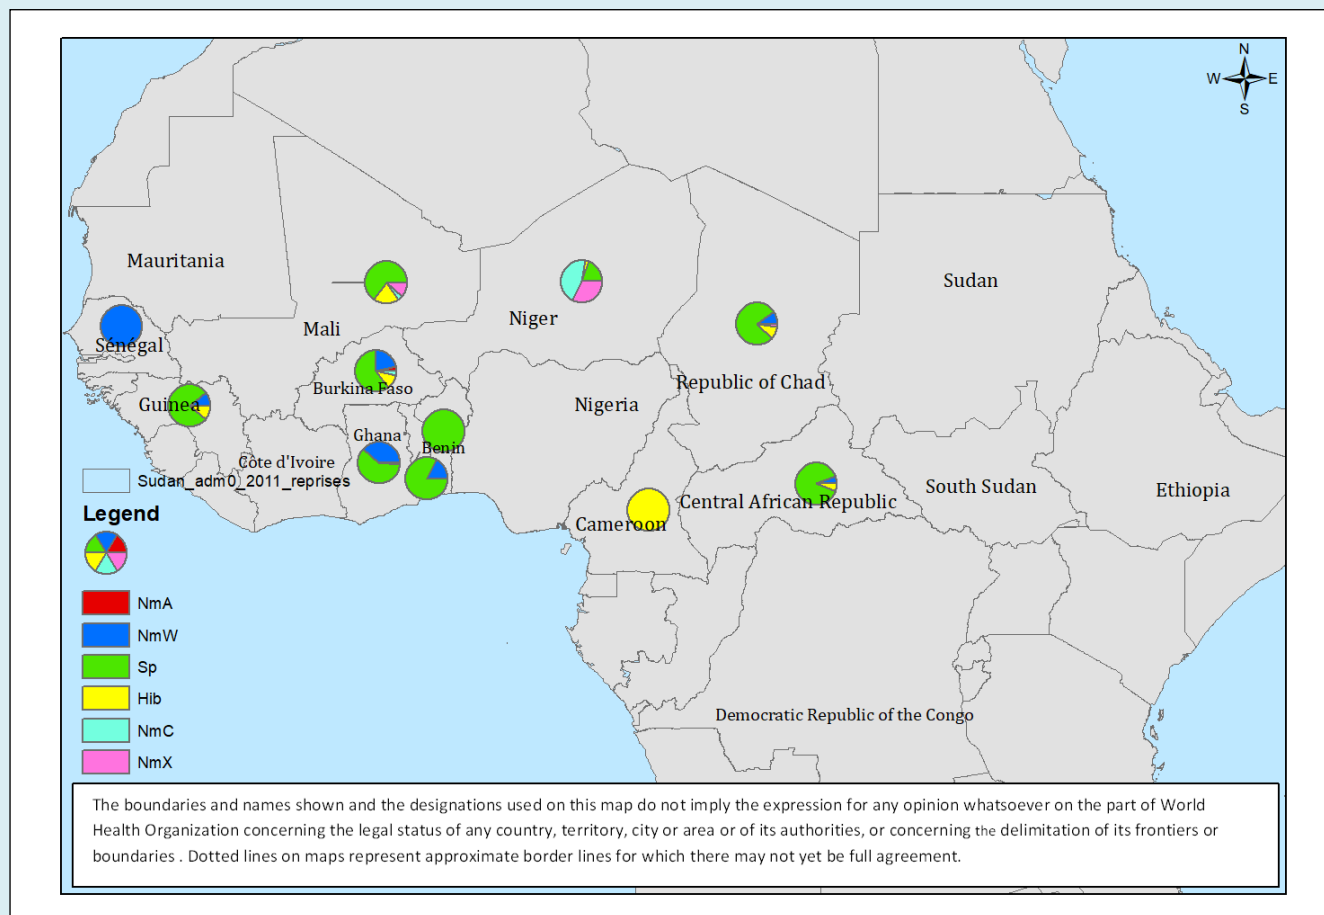 N
W E
S
Mauritania
Sudan
Mali
Niger
Sénégal
Burkina Faso
Republic of Chad
Guinea
Nigeria
Ghana
Benin
Côte d'Ivoire
Sudan_adm0_2011_reprises
Central African Republic
South Sudan
Ethiopia
Cameroon
Legend
NmA
NmW
Sp
Hib
NmC
NmX
Democratic Republic of the Congo
The boundaries and names shown and the designations used on this map do not imply the expression for any opinion whatsoever on the part of World
Health Organization concerning the legal status of any country, territory, city or area or of its authorities, or concerning the delimitation of its frontiers or
boundaries . Dotted lines on maps represent approximate border lines for which there may not yet be full agreement.